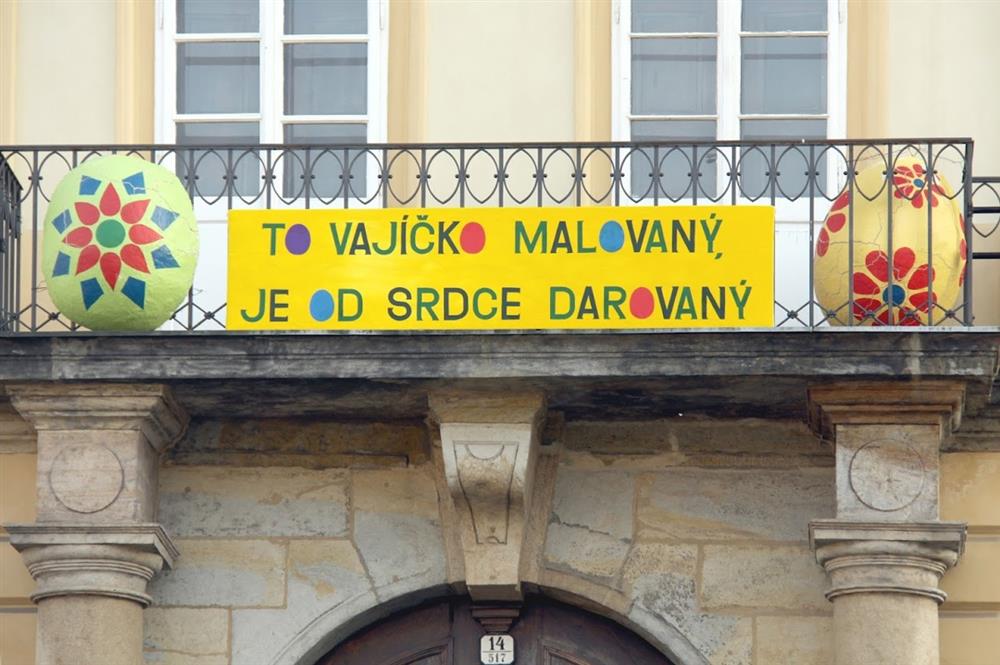 TO VAJÍČKO MALOVANÝ,
JE OD SRDCE DAROVANÝ
14
517